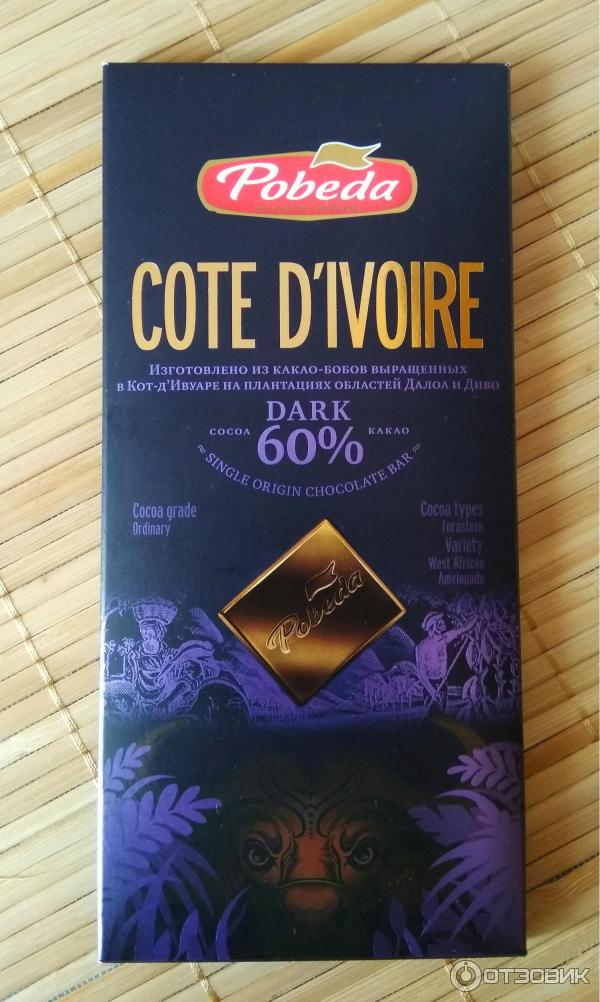 Pobeda
COTE D'IVOIRE
Изготовлено из какао-бобов выращенных
в Кот-д'Ивуаре на плантациях областей Далоа и Диво
DARK
COCOA 60% КАКАО
≈ SINGLE ORIGIN CHOCOLATE BAR ≈
Cocoa grade
Ordinary
Cocoa types
Forastero
Variety
West African
Amelonado
Pobeda
ОТЗОВИК